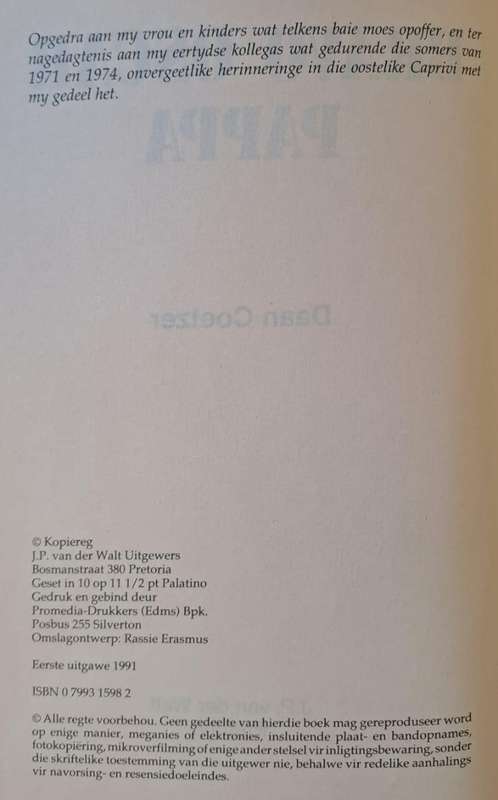 Opgedra aan my vrou en kinders wat telkens baie moes opoffer, en ter
nagedagtenis aan my eertydse kollegas wat gedurende die somers van
1971 en 1974, onvergeetlike herinneringe in die oostelike Caprivi met
my gedeel het.
PAPPA
Daan Coetzer
© Kopiereg
J.P. van der Walt Uitgewers
Bosmanstraat 380 Pretoria
Geset in 10 op 11 1/2 pt Palatino
Gedruk en gebind deur
Promedia-Drukkers (Edms) Bpk.
Posbus 255 Silverton
Omslagontwerp: Rassie Erasmus
Eerste uitgawe 1991
ISBN 0 7993 1598 2
J.P. van der Walt
© Alle regte voorbehou. Geen gedeelte van hierdie boek mag gereproduseer word
op enige manier, meganies of elektronies, insluitende plaat- en bandopnames,
fotokopiëring, mikroverfilming of enige ander stelsel vir inligtingsbewaring, sonder
die skriftelike toestemming van die uitgewer nie, behalwe vir redelike aanhalings
vir navorsing- en resensiedoeleindes.